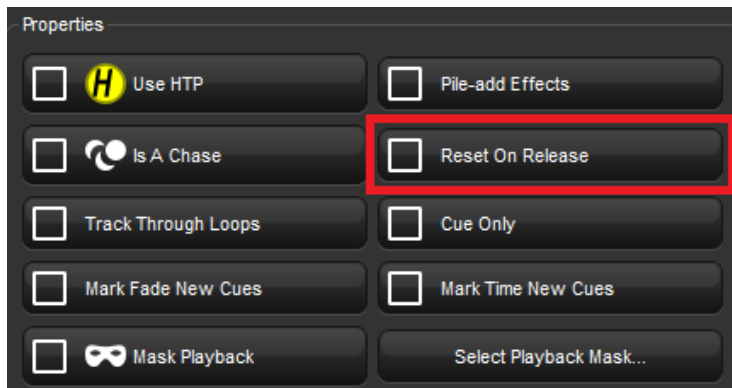 Properties
H Use HTP
Pile-add Effects
Is A Chase
Reset On Release
Track Through Loops
Cue Only
Mark Fade New Cues
Mark Time New Cues
Mask Playback
Select Playback Mask...